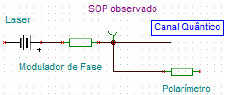 SOP observado
Laser
Canal Quântico
Modulador de Fase
Polarímetro